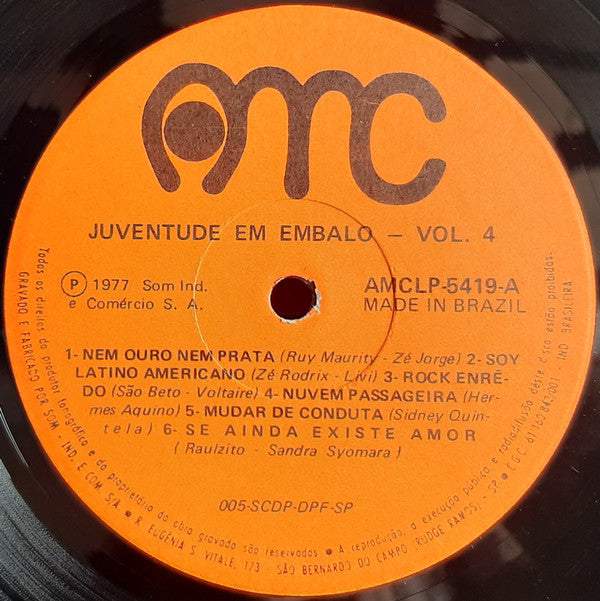 AMC
JUVENTUDE EM EMBALO – VOL. 4
Ⓟ 1977 Som Ind.
e Comércio S. A.
AMCLP-5419-A
MADE IN BRAZIL
1- NEM OURO NEM PRATA (Ruy Maurity - Zé Jorge) 2- SOY
LATINO AMERICANO (Zé Rodrix - Livi) 3- ROCK ENRÊ-
DO (São Beto - Voltaire) 4- NUVEM PASSAGEIRA (Her-
mes Aquino) 5- MUDAR DE CONDUTA (Sidney Quin-
tela) 6- SE AINDA EXISTE AMOR
( Raulzito - Sandra Syomara )
005-SCDP-DPF-SP
Todos os direitos do produtor fonográfico e do proprietário da obra gravada são reservados ● A reprodução, a execução pública e radiodifusão dêste disco estão proibidas.
GRAVADO E FABRICADO POR SOM - IND. E COM. S/A ● R. EUGÊNIA S. VITALE, 173 - SÃO BERNARDO DO CAMPO (RUDGE RAMOS) - SP - C G C 61 160 842/001 - IND BRASILEIRA